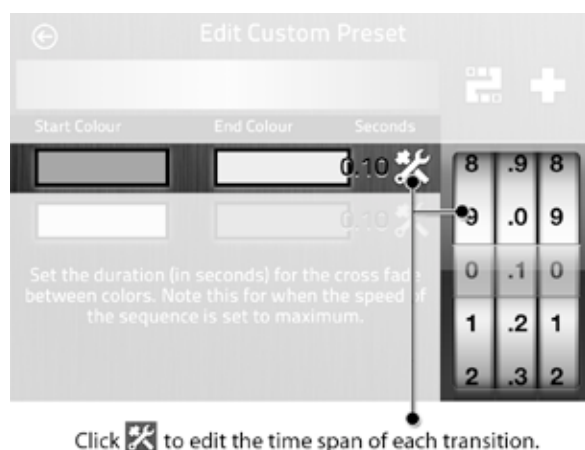 Edit Custom Preset
Start Colour End Colour Seconds
0.10
0.10
Set the duration (in seconds) for the cross fade
between colors. Note this for when the speed of
the sequence is set to maximum.
8 .9 8
9 .0 9
0 .1 0
1 .2 1
2 .3 2
Click to edit the time span of each transition.